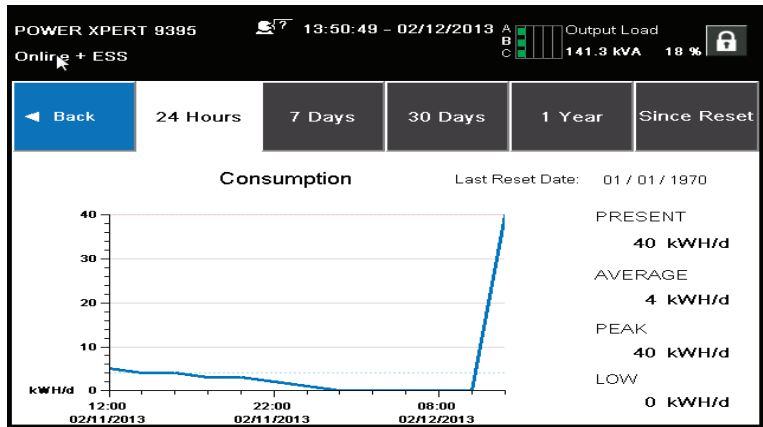 POWER XPERT 9395
Online + ESS
? 13:50:49 - 02/12/2013
A
B
C
Output Load
141.3 kVA 18 %
Back
24 Hours
7 Days
30 Days
1 Year
Since Reset
Consumption
Last Reset Date: 01 / 01 / 1970
40
30
20
10
kWH/d 0
12:00
02/11/2013
22:00
02/11/2013
08:00
02/12/2013
PRESENT
40 kWH/d
AVERAGE
4 kWH/d
PEAK
40 kWH/d
LOW
0 kWH/d